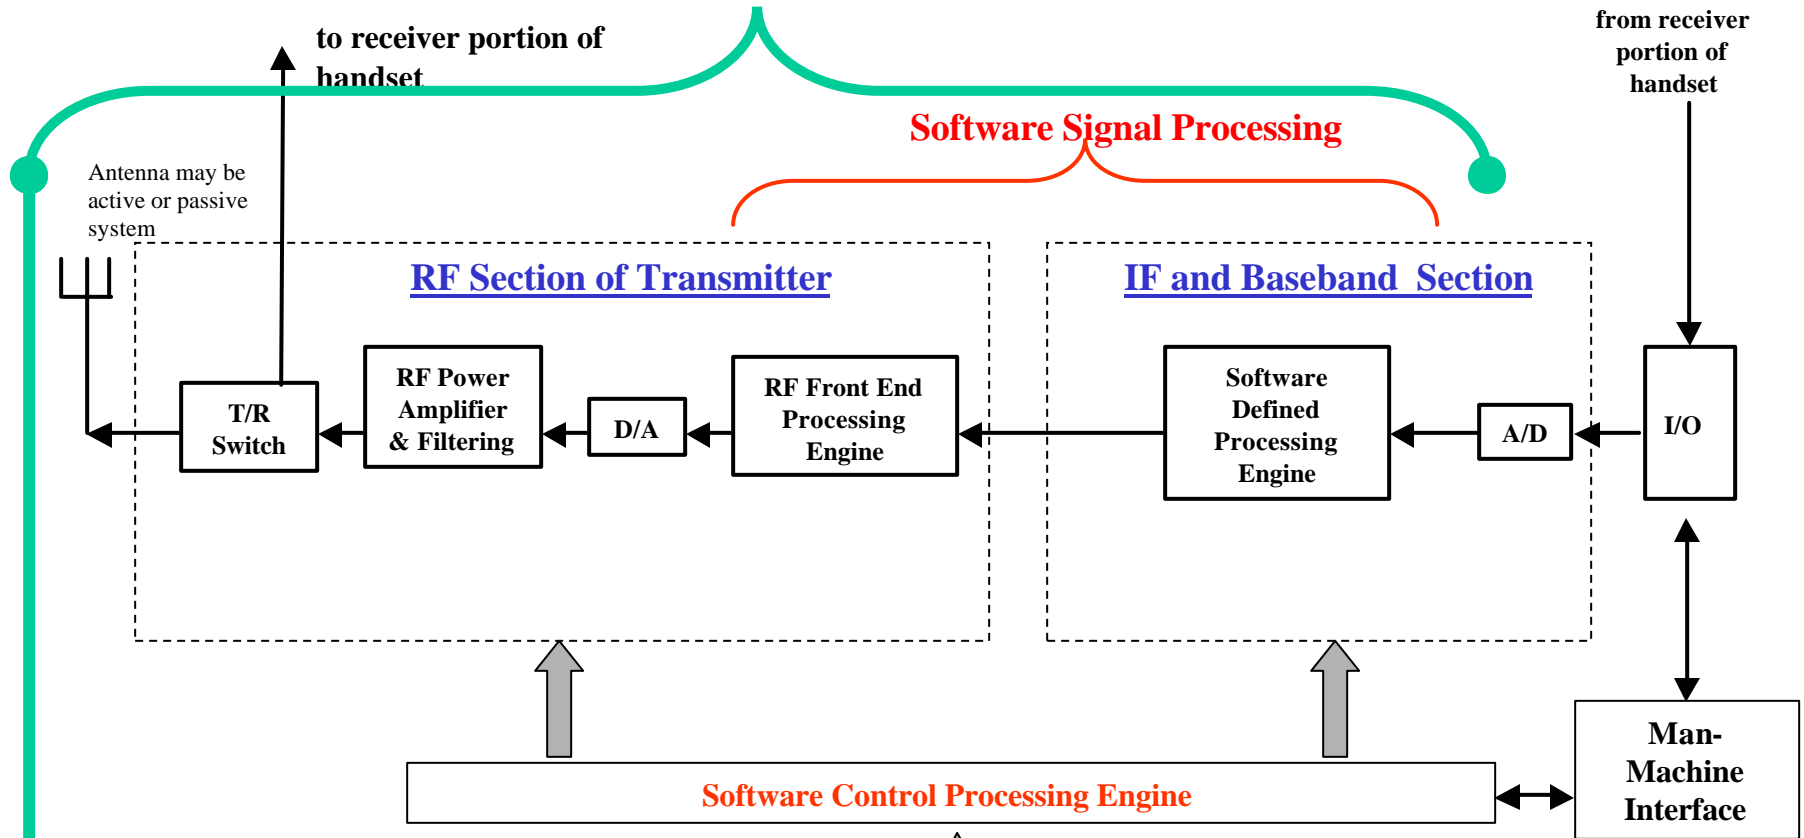 to receiver portion of
handset
from receiver
portion of
handset
Software Signal Processing
Antenna may be
active or passive
system
RF Section of Transmitter
IF and Baseband Section
T/R
Switch
RF Power
Amplifier
& Filtering
D/A
RF Front End
Processing
Engine
Software
Defined
Processing
Engine
A/D
I/O
Software Control Processing Engine
Man-
Machine
Interface